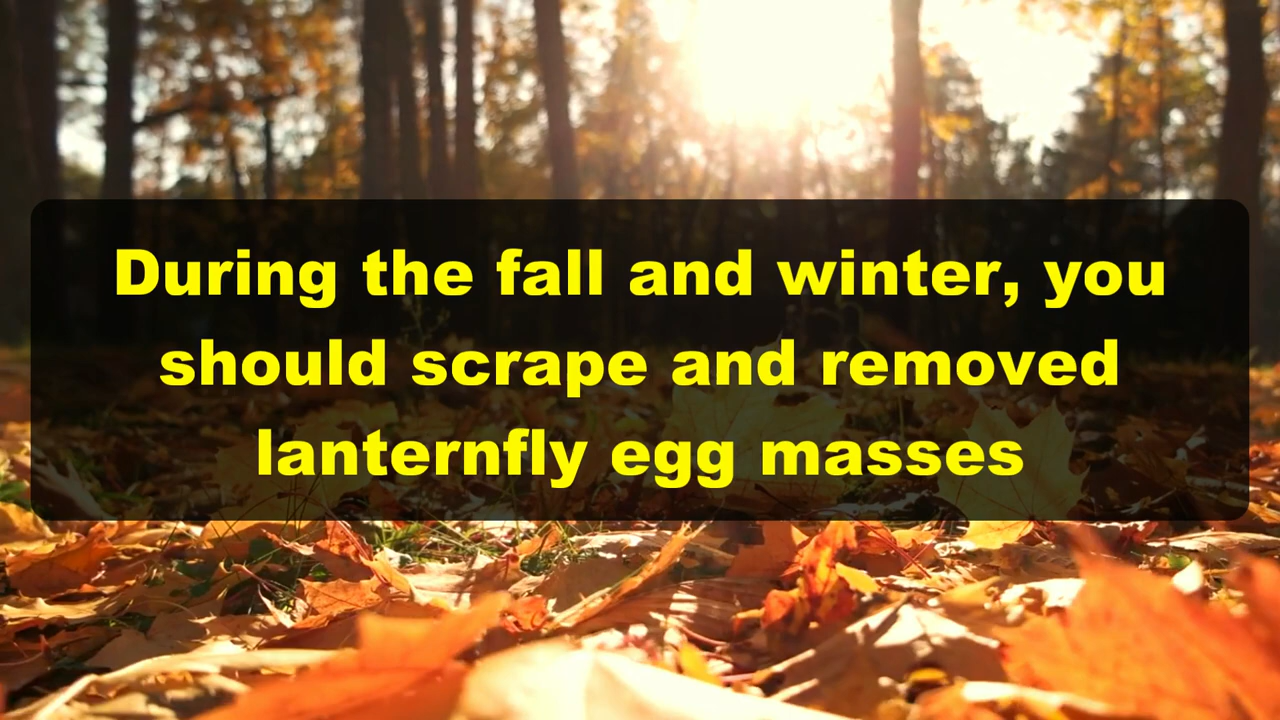 During the fall and winter, you
should scrape and removed
lanternfly egg masses